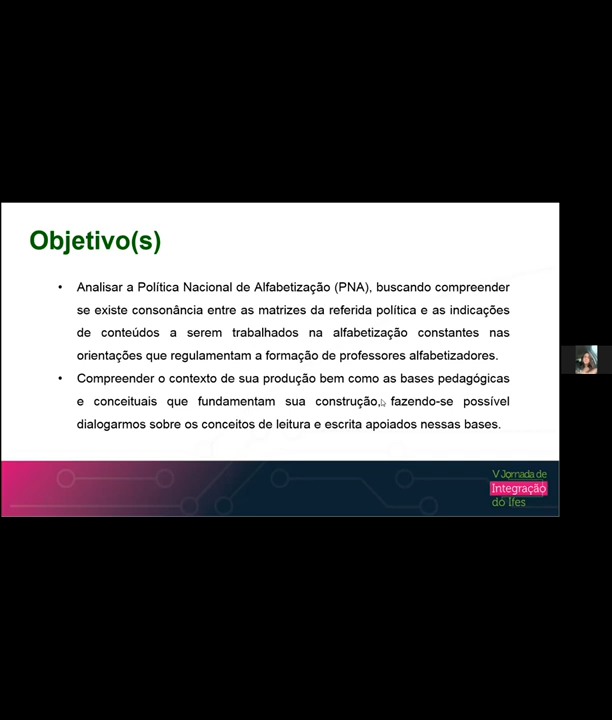 Objetivo(s)
• Analisar a Política Nacional de Alfabetização (PNA), buscando compreender
se existe consonância entre as matrizes da referida política e as indicações
de conteúdos a serem trabalhados na alfabetização constantes nas
orientações que regulamentam a formação de professores alfabetizadores.
• Compreender o contexto de sua produção bem como as bases pedagógicas
e conceituais que fundamentam sua construção, fazendo-se possível
dialogarmos sobre os conceitos de leitura e escrita apoiados nessas bases.
V Jornada de
Integração
do Ifes